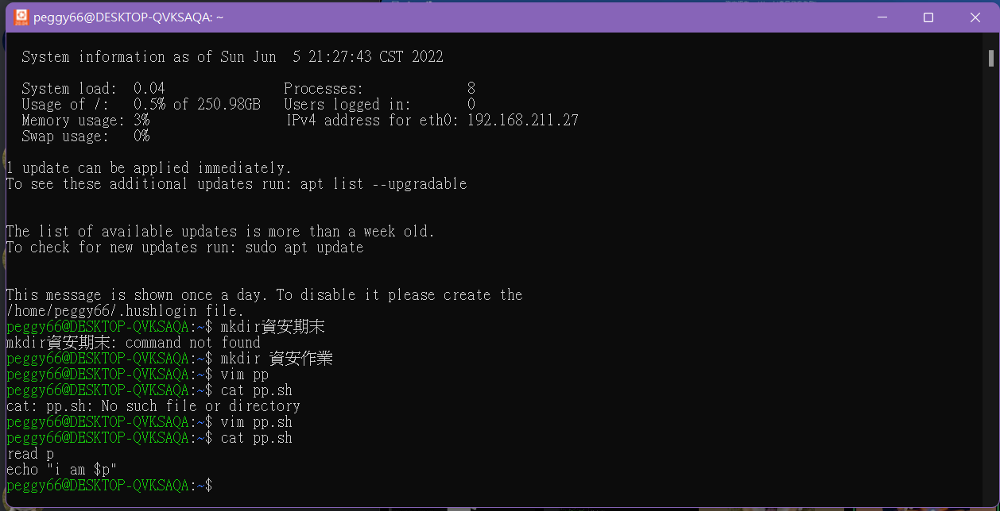 peggy66@DESKTOP-QVKSAQA: ~
System information as of Sun Jun  5 21:27:43 CST 2022
System load:  0.04               Processes:             8
Usage of /:   0.5% of 250.98GB   Users logged in:       0
Memory usage: 3%                 IPv4 address for eth0: 192.168.211.27
Swap usage:   0%
1 update can be applied immediately.
To see these additional updates run: apt list --upgradable
The list of available updates is more than a week old.
To check for new updates run: sudo apt update
This message is shown once a day. To disable it please create the
/home/peggy66/.hushlogin file.
peggy66@DESKTOP-QVKSAQA:~$ mkdir資安期末
mkdir資安期末: command not found
peggy66@DESKTOP-QVKSAQA:~$ mkdir 資安作業
peggy66@DESKTOP-QVKSAQA:~$ vim pp
peggy66@DESKTOP-QVKSAQA:~$ cat pp.sh
cat: pp.sh: No such file or directory
peggy66@DESKTOP-QVKSAQA:~$ vim pp.sh
peggy66@DESKTOP-QVKSAQA:~$ cat pp.sh
read p
echo "i am $p"
peggy66@DESKTOP-QVKSAQA:~$